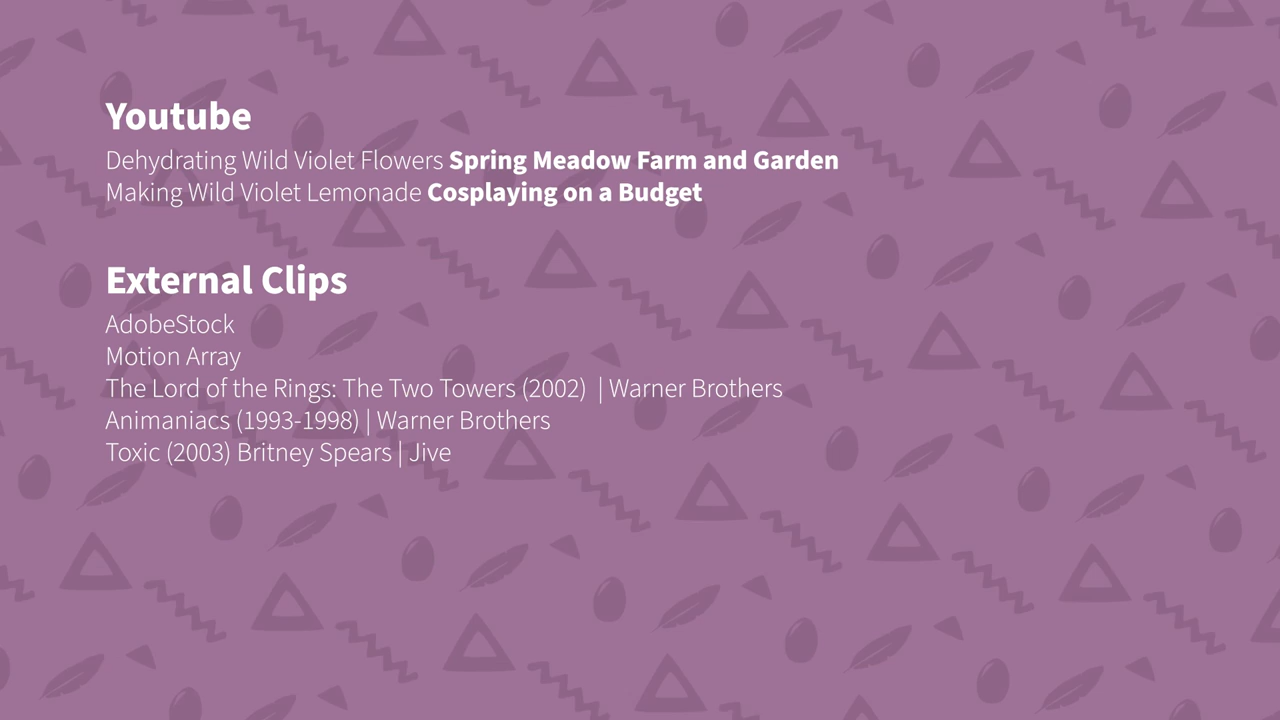 Youtube
Dehydrating Wild Violet Flowers Spring Meadow Farm and Garden
Making Wild Violet Lemonade Cosplaying on a Budget
External Clips
AdobeStock
Motion Array
The Lord of the Rings: The Two Towers (2002) | Warner Brothers
Animaniacs (1993-1998) | Warner Brothers
Toxic (2003) Britney Spears | Jive